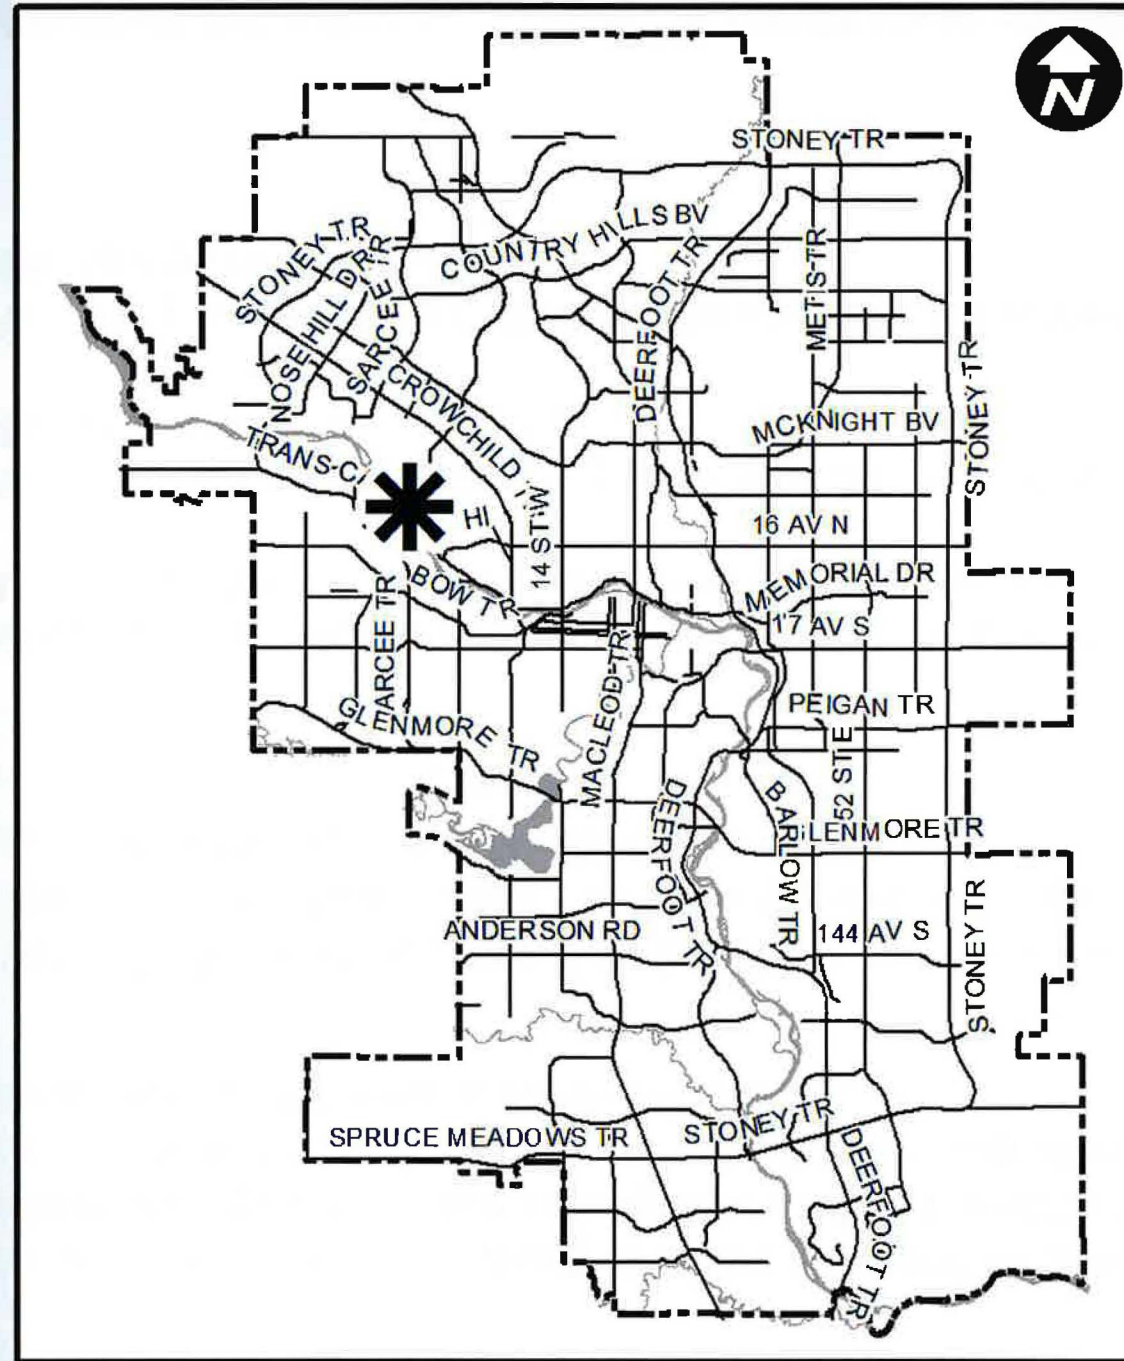 N
STONEY TR
STONEY TR
COUNTRY HILLS BV
NOSE HILL DR
SARCEE TR
DEERFOOT TR
METIS TR
STONEY TR
CROWCHILD
MCKNIGHT BV
TRANS-C
HI
14 ST W
16 AV N
BOW TR
MEMORIAL DR
17 AV S
ARCEE TR
MACLEOD TR
PEIGAN TR
GLENMORE TR
52 ST E
DEERFOOT TR
BARLOW TR
LENMORE TR
ANDERSON RD
144 AV S
STONEY TR
SPRUCE MEADOWS TR
STONEY TR
DEERFOOT TR